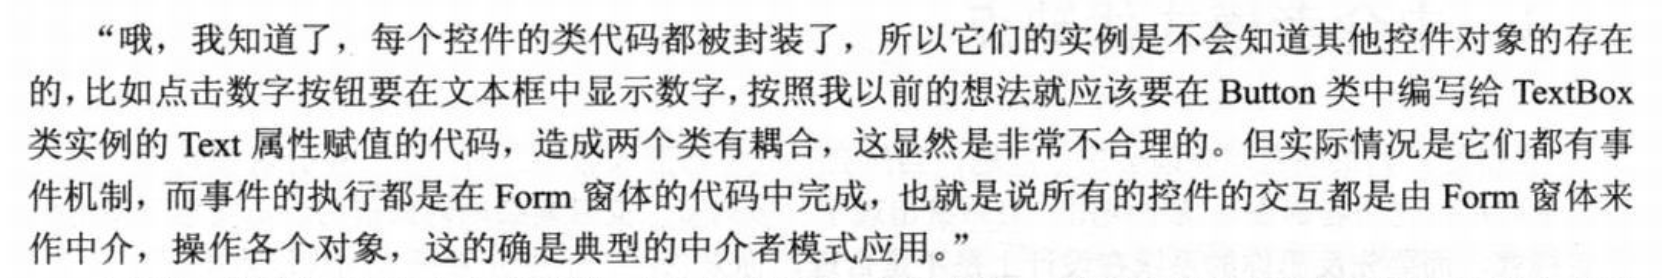 “哦，我知道了，每个控件的类代码都被封装了，所以它们的实例是不会知道其他控件对象的存在
的，比如点击数字按钮要在文本框中显示数字，按照我以前的想法就应该要在 Button 类中编写给 TextBox
类实例的 Text 属性赋值的代码，造成两个类有耦合，这显然是非常不合理的。但实际情况是它们都有事
件机制，而事件的执行都是在 Form 窗体的代码中完成，也就是说所有的控件的交互都是由 Form 窗体来
作中介，操作各个对象，这的确是典型的中介者模式应用。”